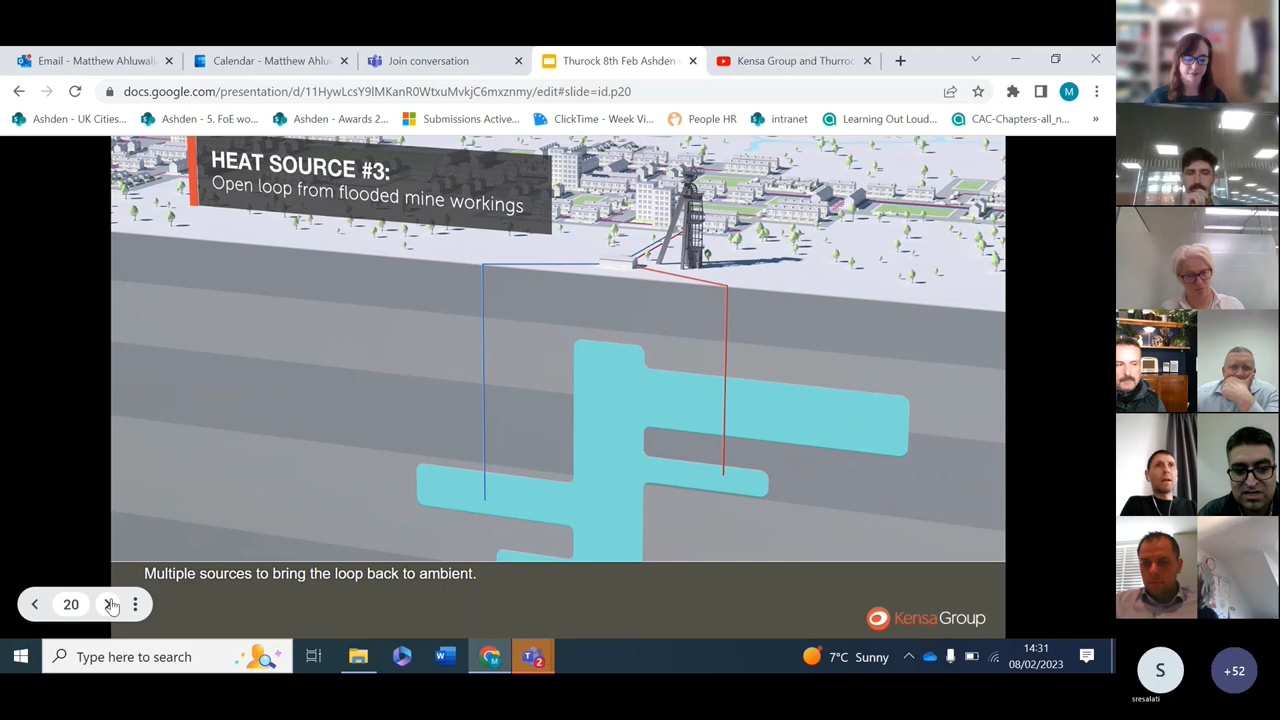 Email - Matthew Ahluwali
Calendar - Matthew Ahluw
Join conversation
Thurock 8th Feb Ashden
Kensa Group and Thurroc
docs.google.com/presentation/d/11HywLcsY9lMKanR0WtxuMvkjC6mxznmy/edit#slide=id.p20
M
Ashden - UK Cities...
Ashden - 5. FoE wo...
Ashden - Awards 2...
Submissions Active...
ClickTime - Week Vi...
People HR
intranet
Learning Out Loud...
CAC-Chapters-all_n...
»
HEAT SOURCE #3:
Open loop from flooded mine workings
Multiple sources to bring the loop back to ambient.
20
KensaGroup
Type here to search
2
7°C Sunny
14:31
08/02/2023
S
sresalati
+52